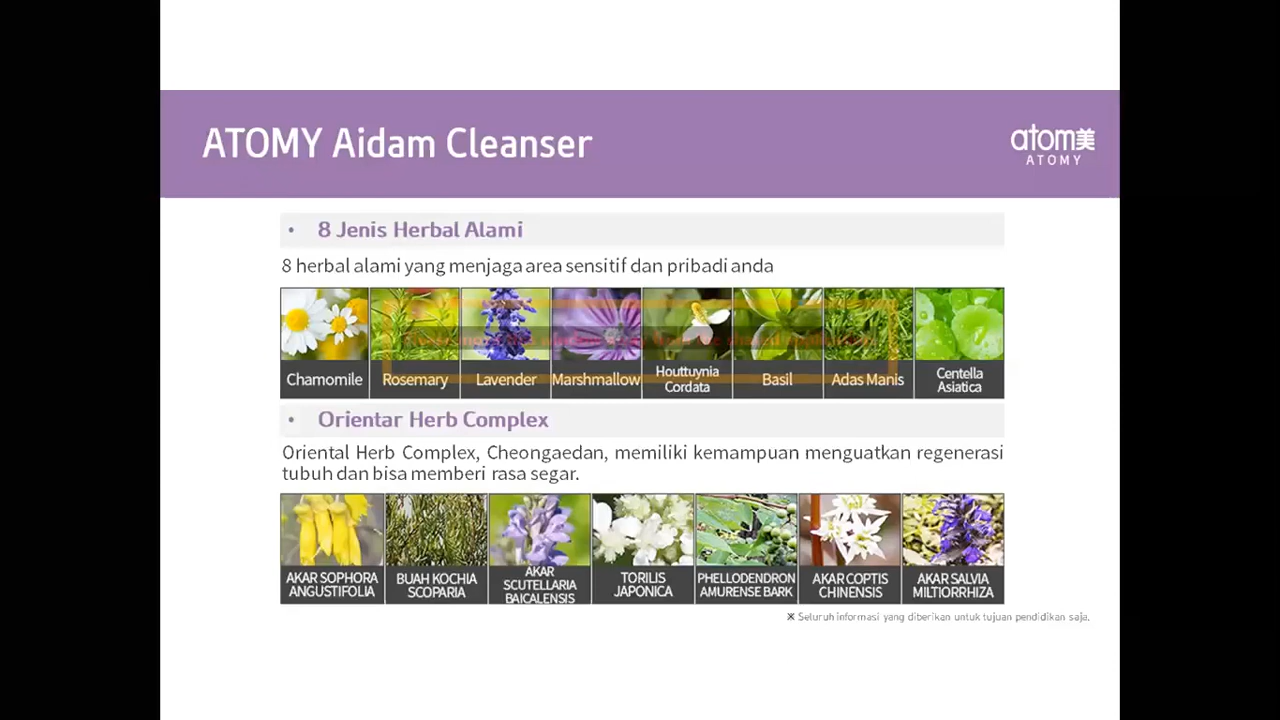 ATOMY Aidam Cleanser
atom美
ATOMY
• 8 Jenis Herbal Alami
8 herbal alami yang menjaga area sensitif dan pribadi anda
Chamomile
Rosemary
Lavender
Marshmallow
Houttuynia
Cordata
Basil
Adas Manis
Centella
Asiatica
• Orientar Herb Complex
Oriental Herb Complex, Cheongaedan, memiliki kemampuan menguatkan regenerasi
tubuh dan bisa memberi rasa segar.
AKAR SOPHORA
ANGUSTIFOLIA
BUAH KOCHIA
SCOPARIA
AKAR
SCUTELLARIA
BAICALENSIS
TORILIS
JAPONICA
PHELLODENDRON
AMURENSE BARK
AKAR COPTIS
CHINENSIS
AKAR SALVIA
MILTIORRHIZA
※ Seluruh informasi yang diberikan untuk tujuan pendidikan saja.